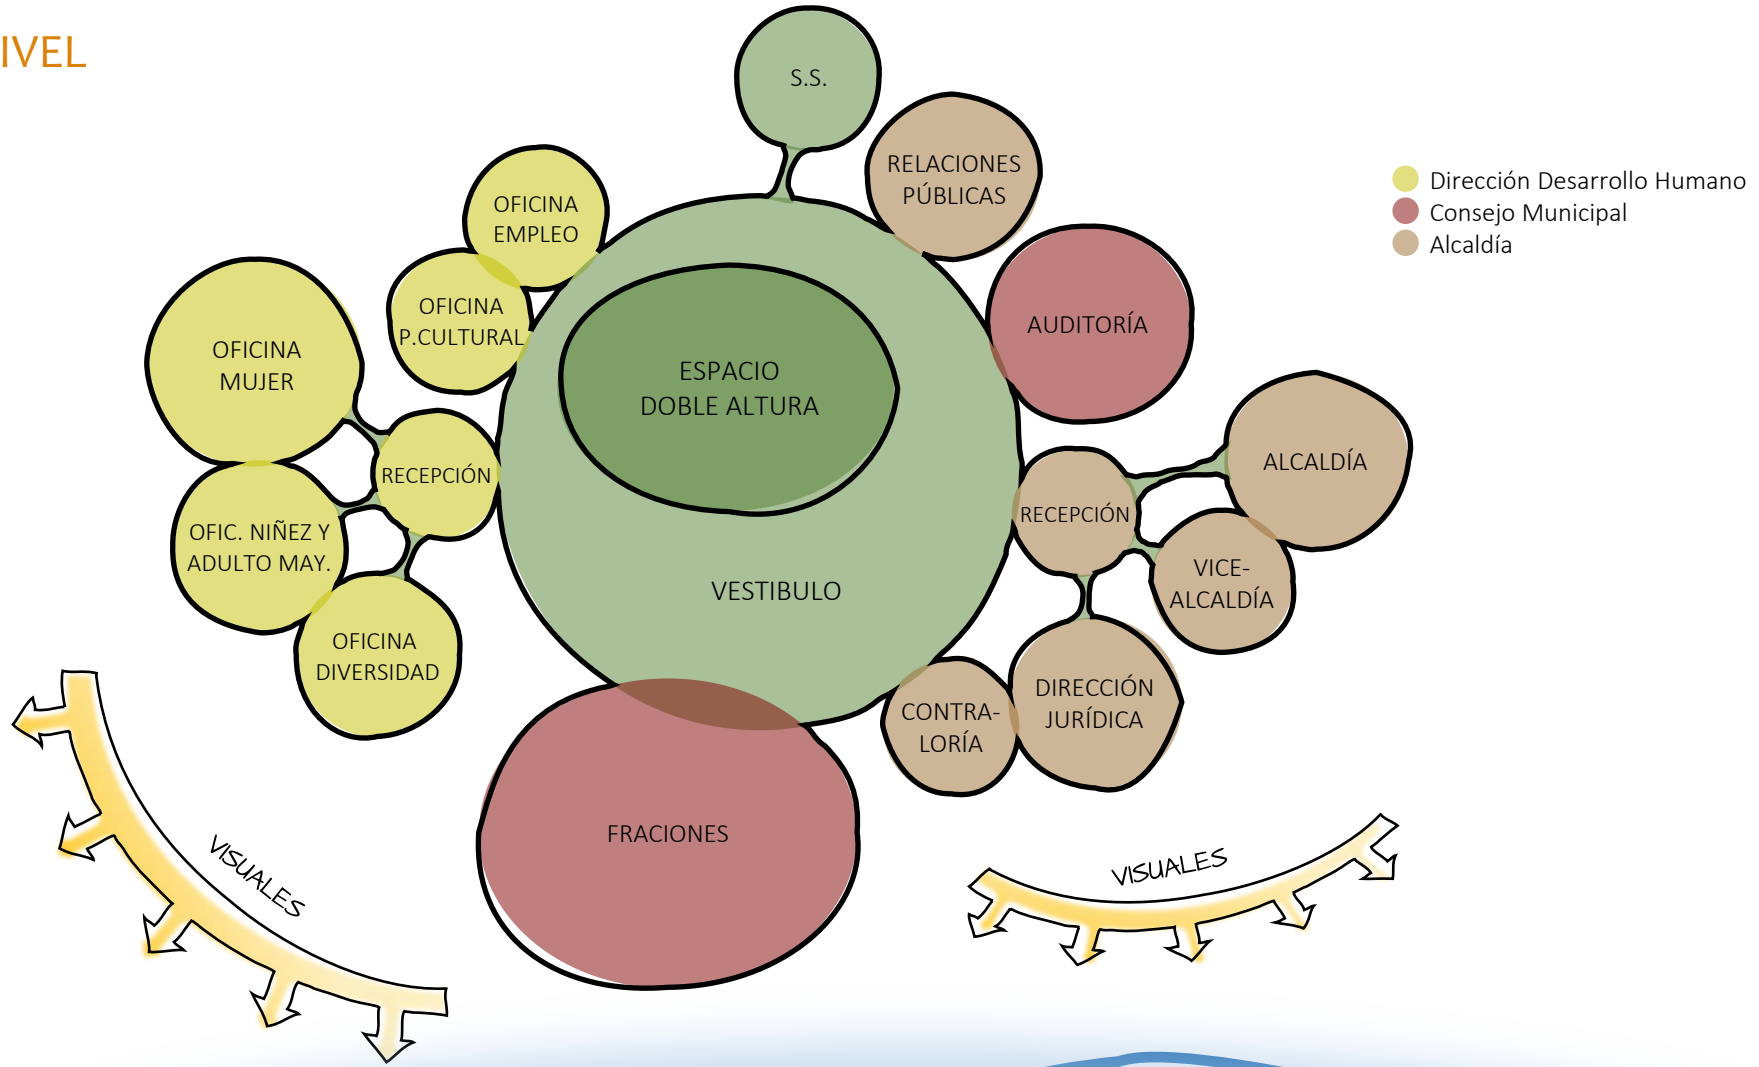 IVEL
S.S.
RELACIONES
PÚBLICAS
Dirección Desarrollo Humano
Consejo Municipal
Alcaldía
OFICINA
EMPLEO
OFICINA
P.CULTURAL
AUDITORÍA
OFICINA
MUJER
ESPACIO
DOBLE ALTURA
RECEPCIÓN
ALCALDÍA
RECEPCIÓN
OFIC. NIÑEZ Y
ADULTO MAY.
VICE-
ALCALDÍA
VESTIBULO
OFICINA
DIVERSIDAD
DIRECCIÓN
JURÍDICA
CONTRA-
LORÍA
FRACIONES
VISUALES
VISUALES